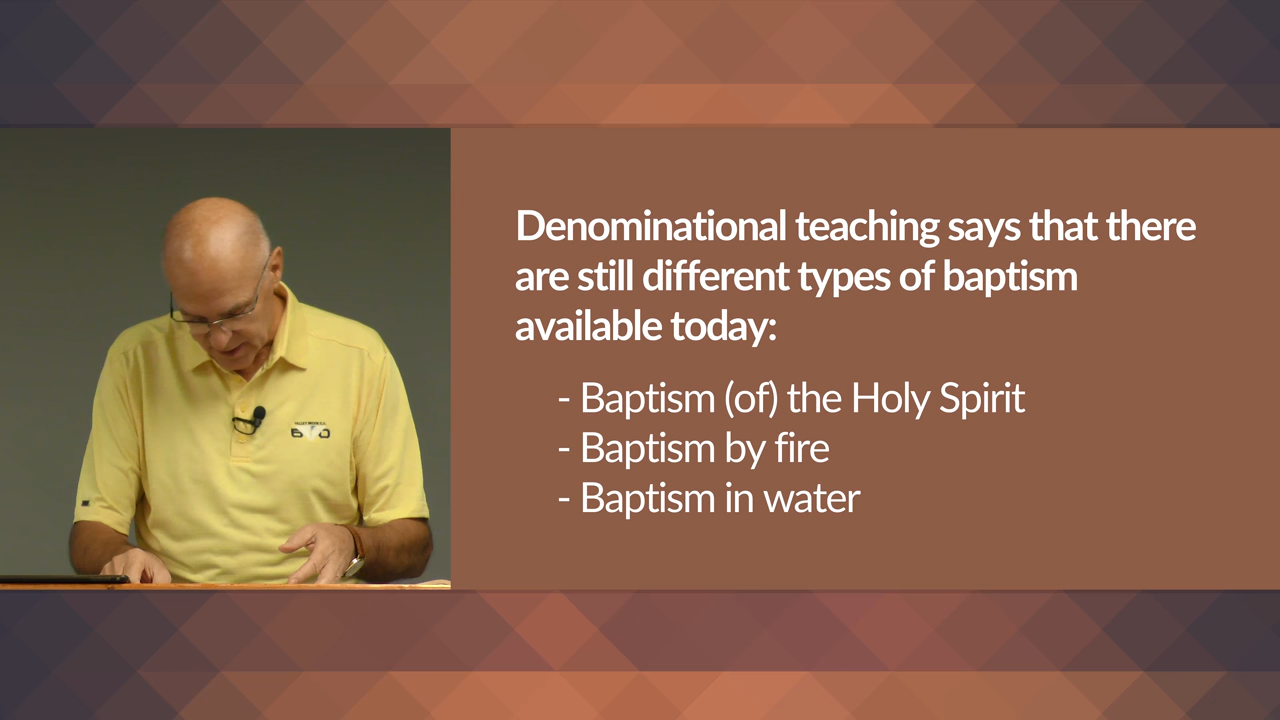 Denominational teaching says that there
are still different types of baptism
available today:
- Baptism (of) the Holy Spirit
- Baptism by fire
- Baptism in water